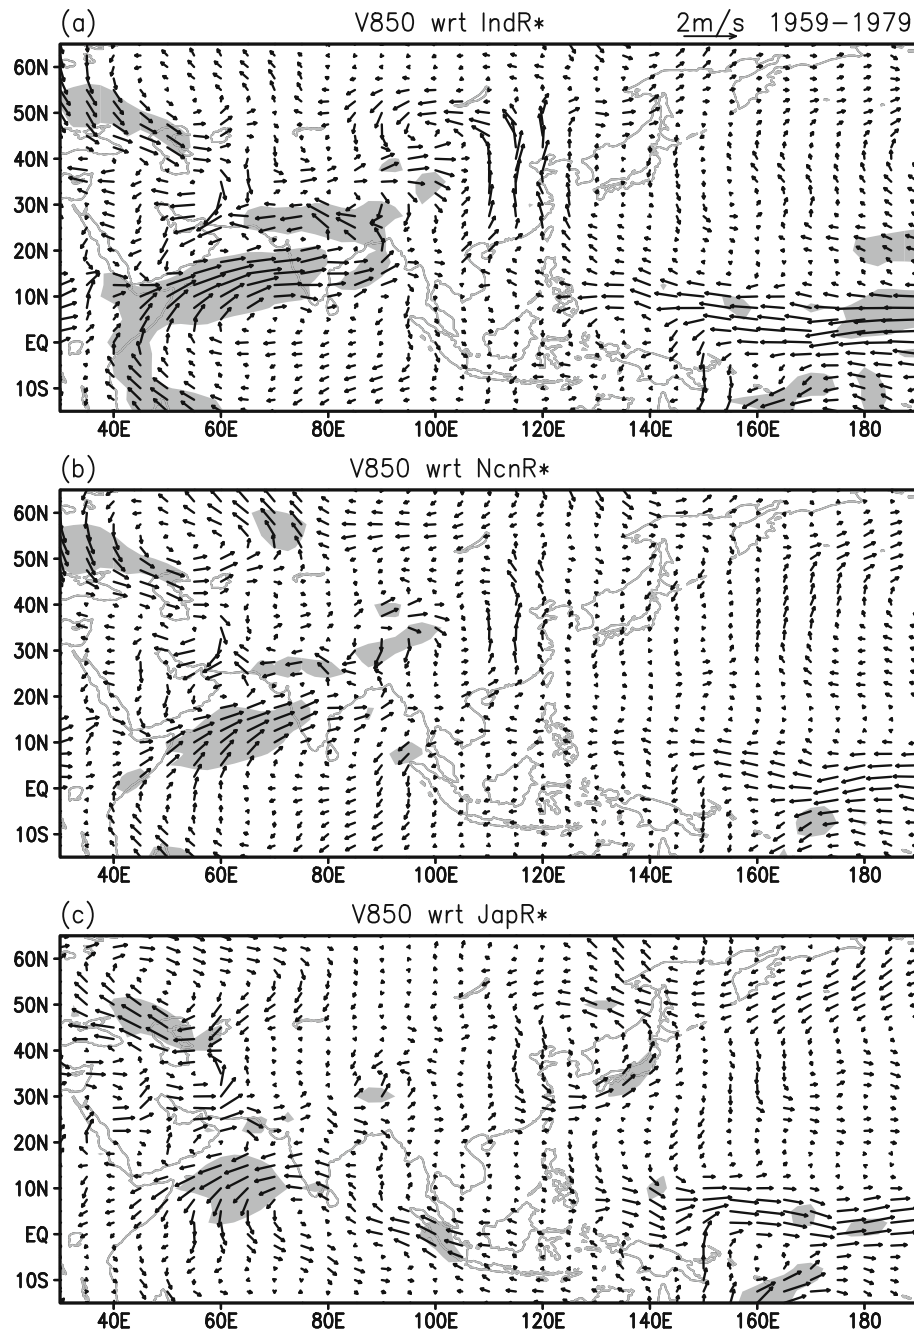 (a) V850 wrt IndR* 2m/s 1959−1979
60N
50N
40N
30N
20N
10N
EQ
10S
40E 60E 80E 100E 120E 140E 160E 180
(b) V850 wrt NcnR*
60N
50N
40N
30N
20N
10N
EQ
10S
40E 60E 80E 100E 120E 140E 160E 180
(c) V850 wrt JapR*
60N
50N
40N
30N
20N
10N
EQ
10S
40E 60E 80E 100E 120E 140E 160E 180